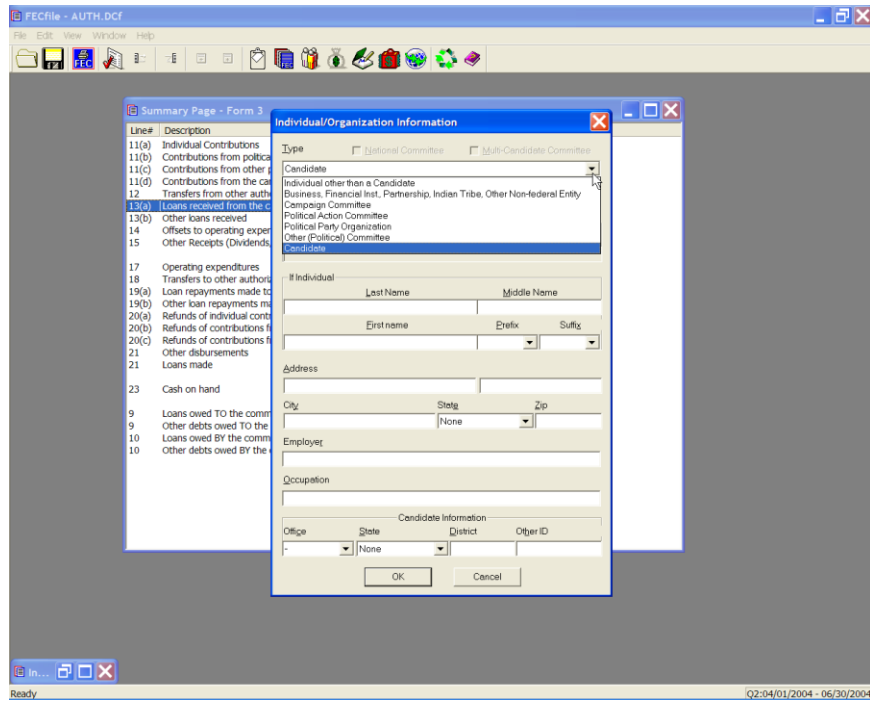 FECfile - AUTH.DCf
File Edit View Window Help
FEC
Summary Page - Form 3
Line# Description
11(a) Individual Contributions
11(b) Contributions from politica
11(c) Contributions from other p
11(d) Contributions from the ca
12 Transfers from other autho
13(a) Loans received from the c
13(b) Other loans received
14 Offsets to operating exper
15 Other Receipts (Dividends,
17 Operating expenditures
18 Transfers to other authoriz
19(a) Loan repayments made to
19(b) Other loan repayments ma
20(a) Refunds of individual contr
20(b) Refunds of contributions fr
20(c) Refunds of contributions fr
21 Other disbursements
21 Loans made
23 Cash on hand
9 Loans owed TO the comm
9 Other debts owed TO the
10 Loans owed BY the comm
10 Other debts owed BY the
Individual/Organization Information
Type National Committee Multi-Candidate Committee
Candidate
Individual other than a Candidate
Business, Financial Inst., Partnership, Indian Tribe, Other Non-federal Entity
Campaign Committee
Political Action Committee
Political Party Organization
Other (Political) Committee
Candidate
If Individual
Last Name Middle Name
First name Prefix Suffix
Address
City State Zip
None
Employer
Occupation
Candidate Information
Office State District Other ID
- None
OK Cancel
In...
Ready Q2:04/01/2004 - 06/30/2004